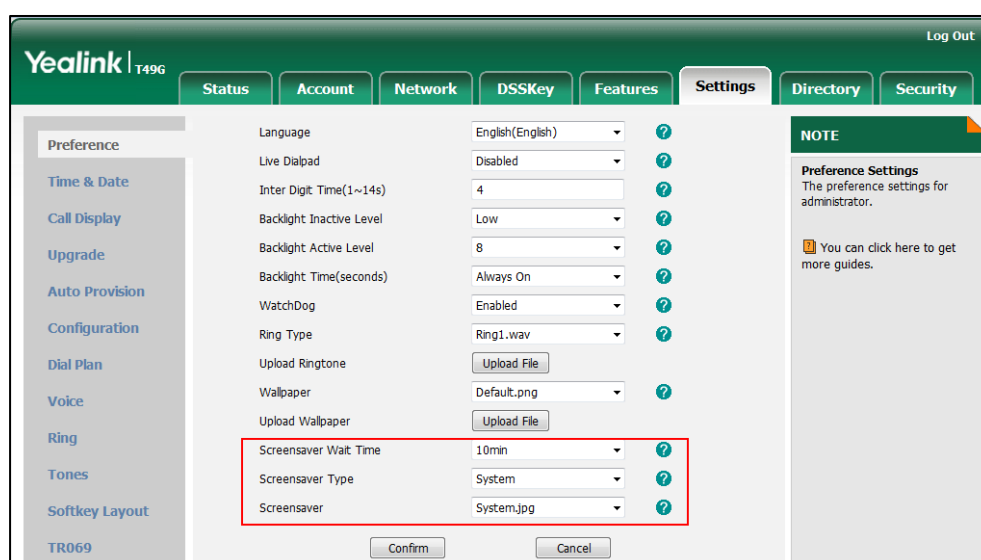 Log Out
Yealink | T49G
Status Account Network DSSKey Features Settings Directory Security
Preference
Time & Date
Call Display
Upgrade
Auto Provision
Configuration
Dial Plan
Voice
Ring
Tones
Softkey Layout
TR069
Language English(English) ?
Live Dialpad Disabled ?
Inter Digit Time(1~14s) 4 ?
Backlight Inactive Level Low ?
Backlight Active Level 8 ?
Backlight Time(seconds) Always On ?
WatchDog Enabled ?
Ring Type Ring1.wav ?
Upload Ringtone Upload File
Wallpaper Default.png ?
Upload Wallpaper Upload File
Screensaver Wait Time 10min ?
Screensaver Type System ?
Screensaver System.jpg ?
Confirm Cancel
NOTE
Preference Settings
The preference settings for
administrator.
? You can click here to get
more guides.